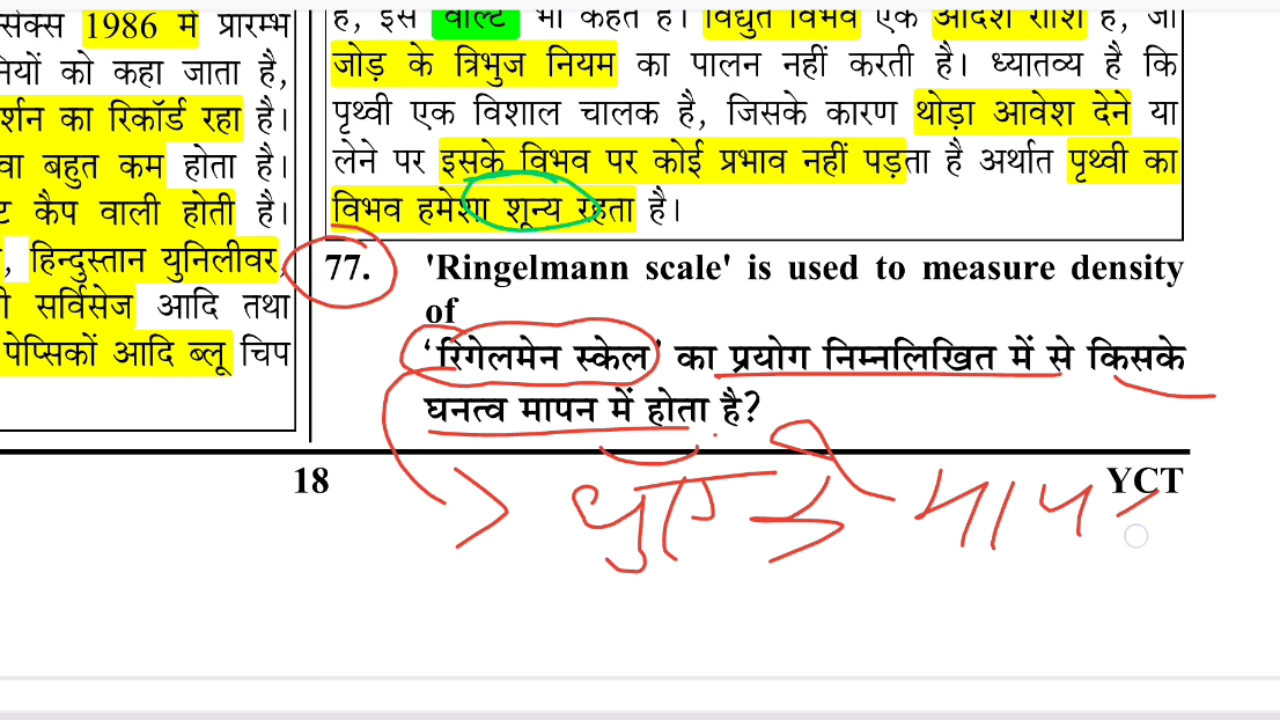 सेक्स 1986 में प्रारम्भ
नियों को कहा जाता है,
र्शन का रिकॉर्ड रहा है।
वा बहुत कम होता है।
ट कैप वाली होती है।
, हिन्दुस्तान युनिलीवर,
ी सर्विसेज आदि तथा
पेप्सिकों आदि ब्लू चिप
है, इसे वोल्ट भी कहते है। विद्युत विभव एक आदिश राशि है, जो
जोड़ के त्रिभुज नियम का पालन नहीं करती है। ध्यातव्य है कि
पृथ्वी एक विशाल चालक है, जिसके कारण थोड़ा आवेश देने या
लेने पर इसके विभव पर कोई प्रभाव नहीं पड़ता है अर्थात पृथ्वी का
विभव हमेशा शून्य रहता है।
77. 'Ringelmann scale' is used to measure density
of
‘रिंगेलमेन स्केल’ का प्रयोग निम्नलिखित में से किसके
घनत्व मापन में होता है?
18 YCT
धुएँ के माप